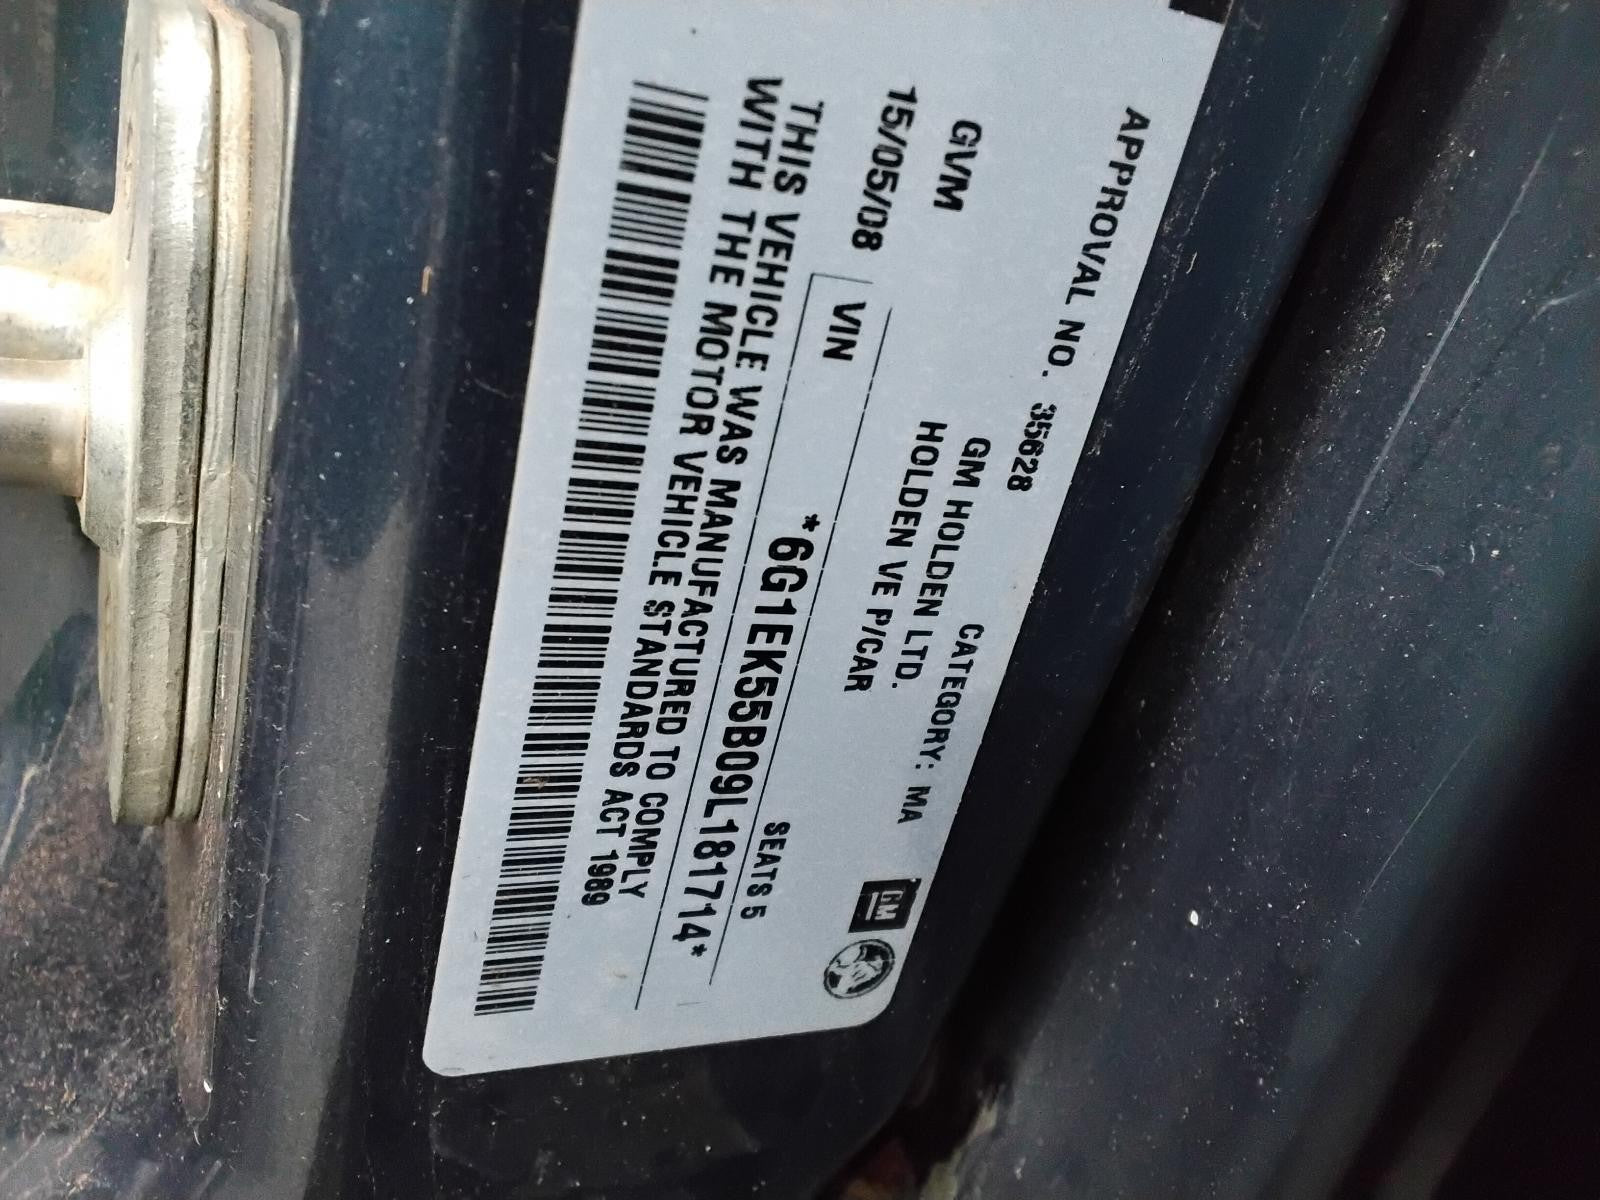 APPROVAL NO. 35628
CATEGORY: MA
GM
GVM
GM HOLDEN LTD.
15/05/08
HOLDEN VE P/CAR
SEATS 5
VIN
*6G1EK55B09L181714*
THIS VEHICLE WAS MANUFACTURED TO COMPLY
WITH THE MOTOR VEHICLE STANDARDS ACT 1989